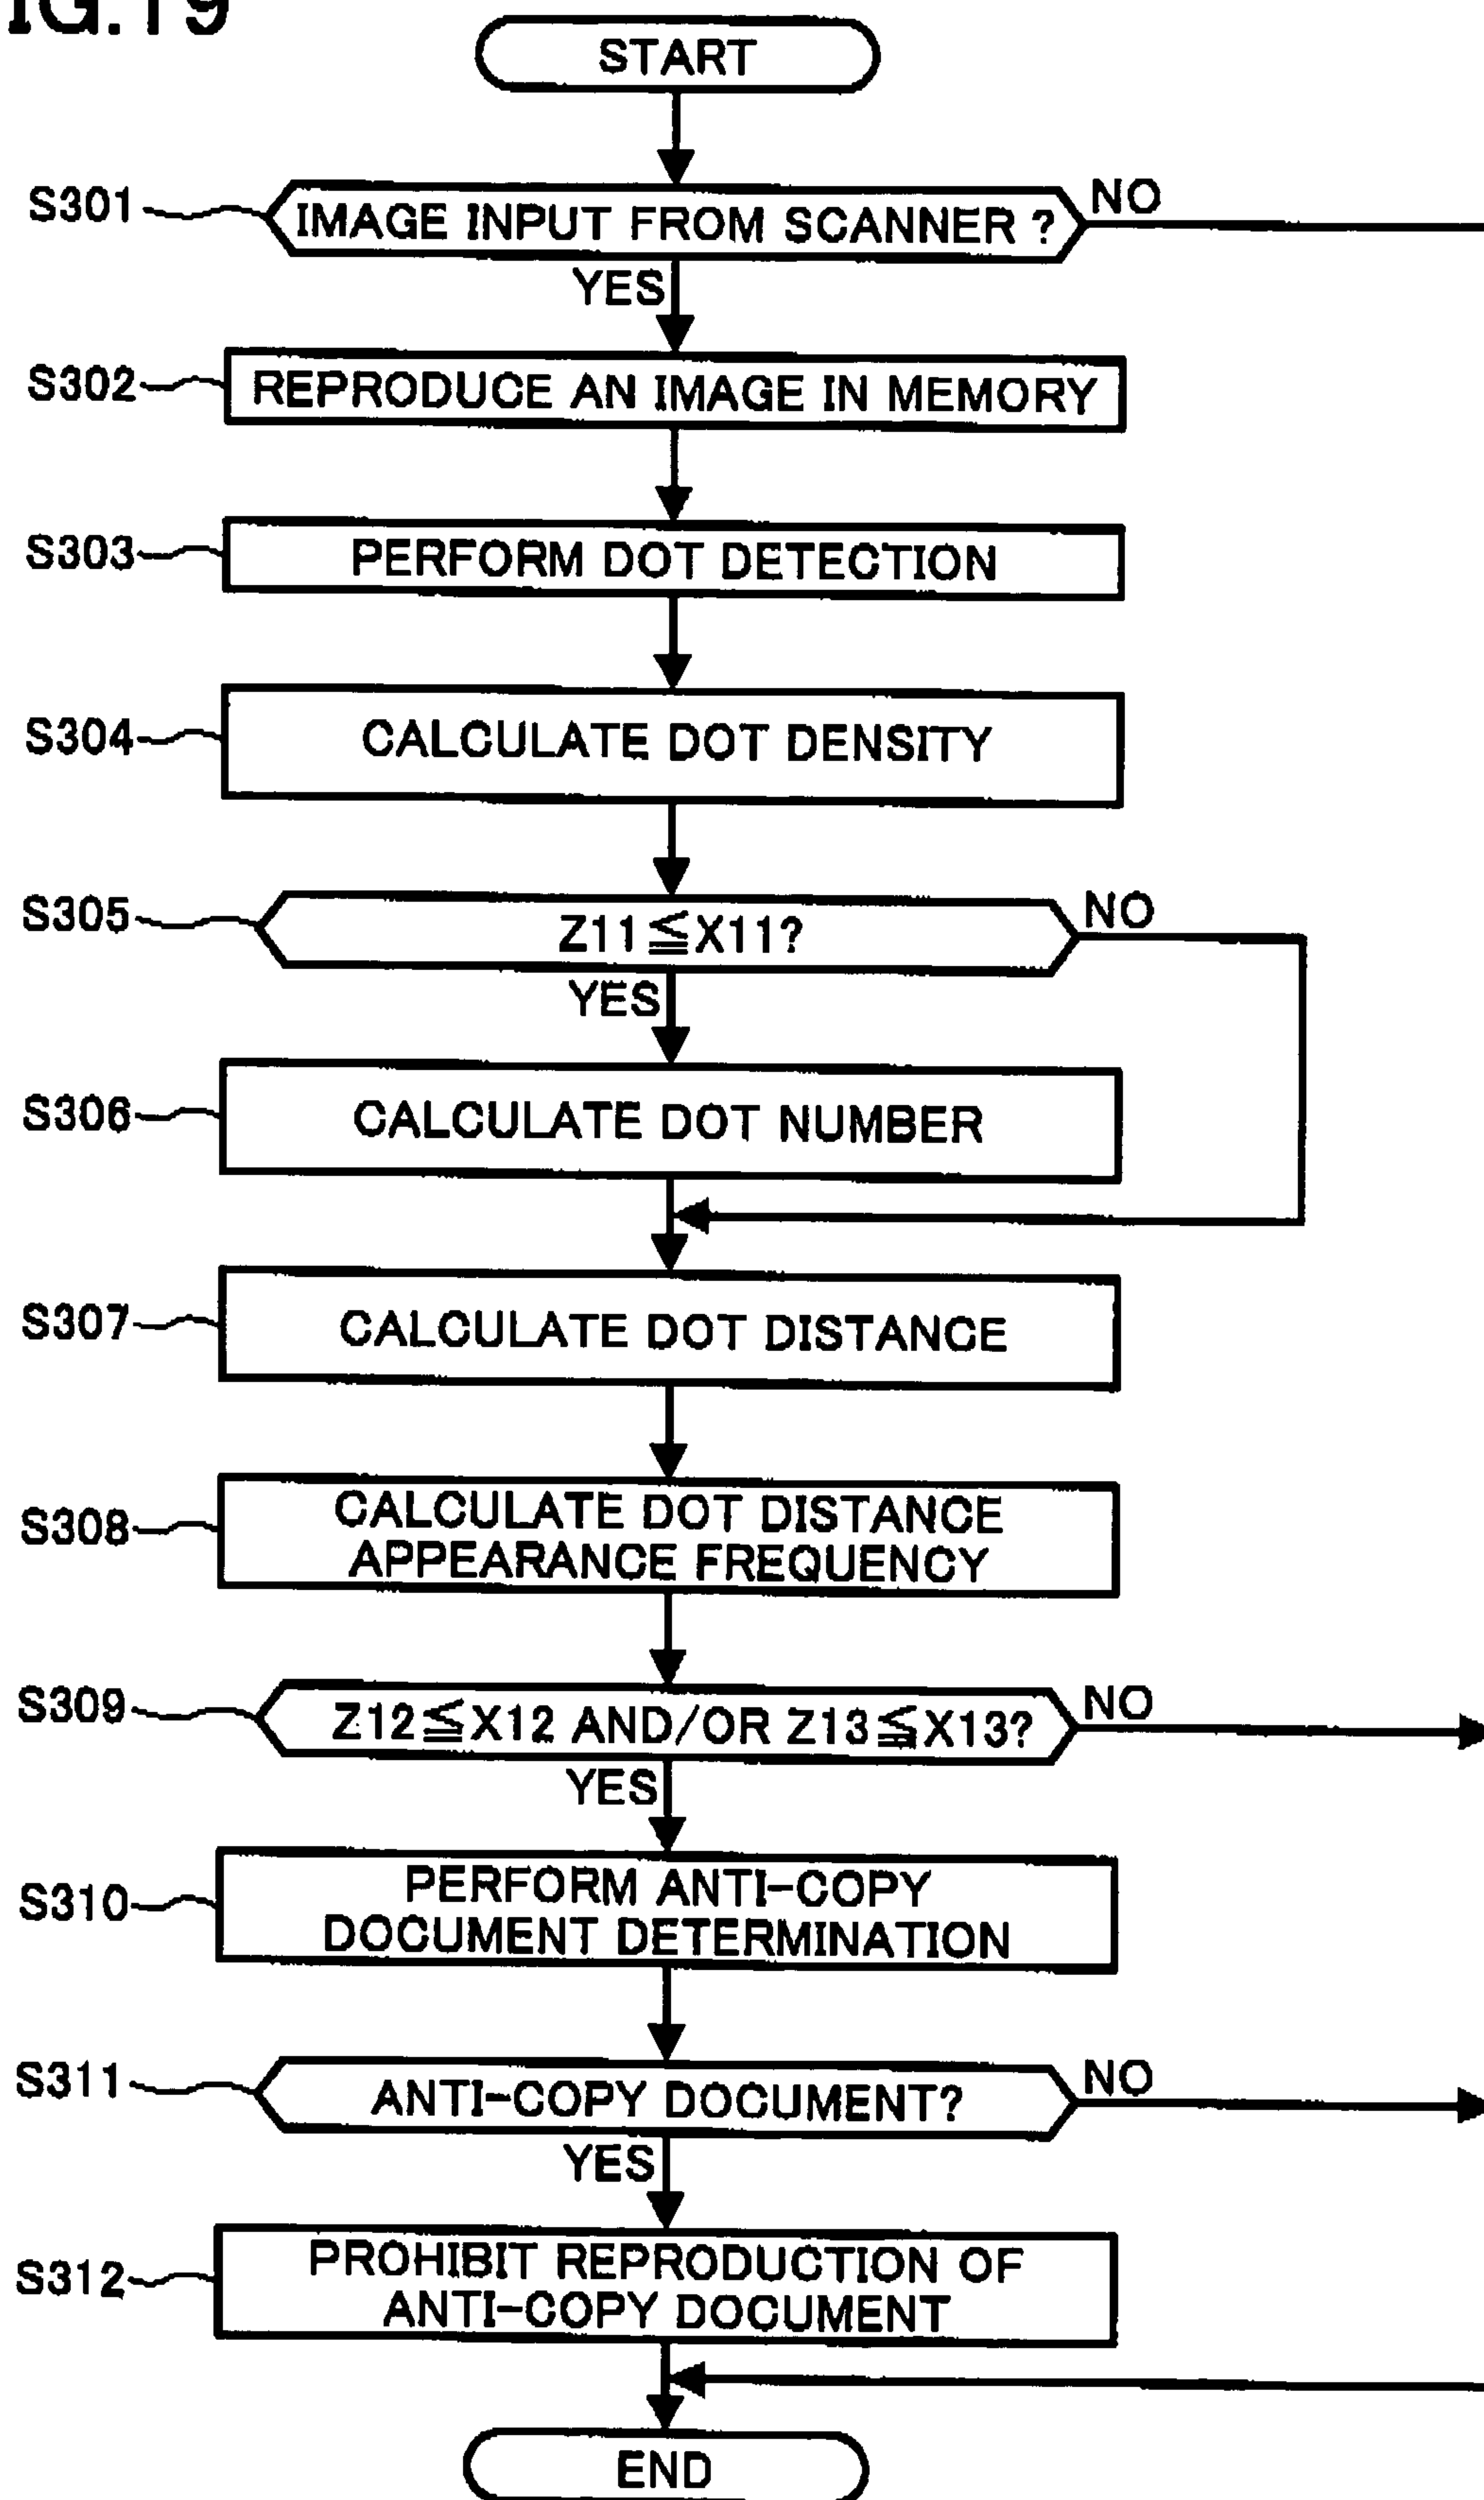 IG.19
START
S301
IMAGE INPUT FROM SCANNER ?
NO
YES
S302
REPRODUCE AN IMAGE IN MEMORY
S303
PERFORM DOT DETECTION
S304
CALCULATE DOT DENSITY
S305
Z11≦X11?
NO
YES
S306
CALCULATE DOT NUMBER
S307
CALCULATE DOT DISTANCE
S308
CALCULATE DOT DISTANCE
APPEARANCE FREQUENCY
S309
Z12≦X12 AND/OR Z13≦X13?
NO
YES
S310
PERFORM ANTI-COPY
DOCUMENT DETERMINATION
S311
ANTI-COPY DOCUMENT?
NO
YES
S312
PROHIBIT REPRODUCTION OF
ANTI-COPY DOCUMENT
END